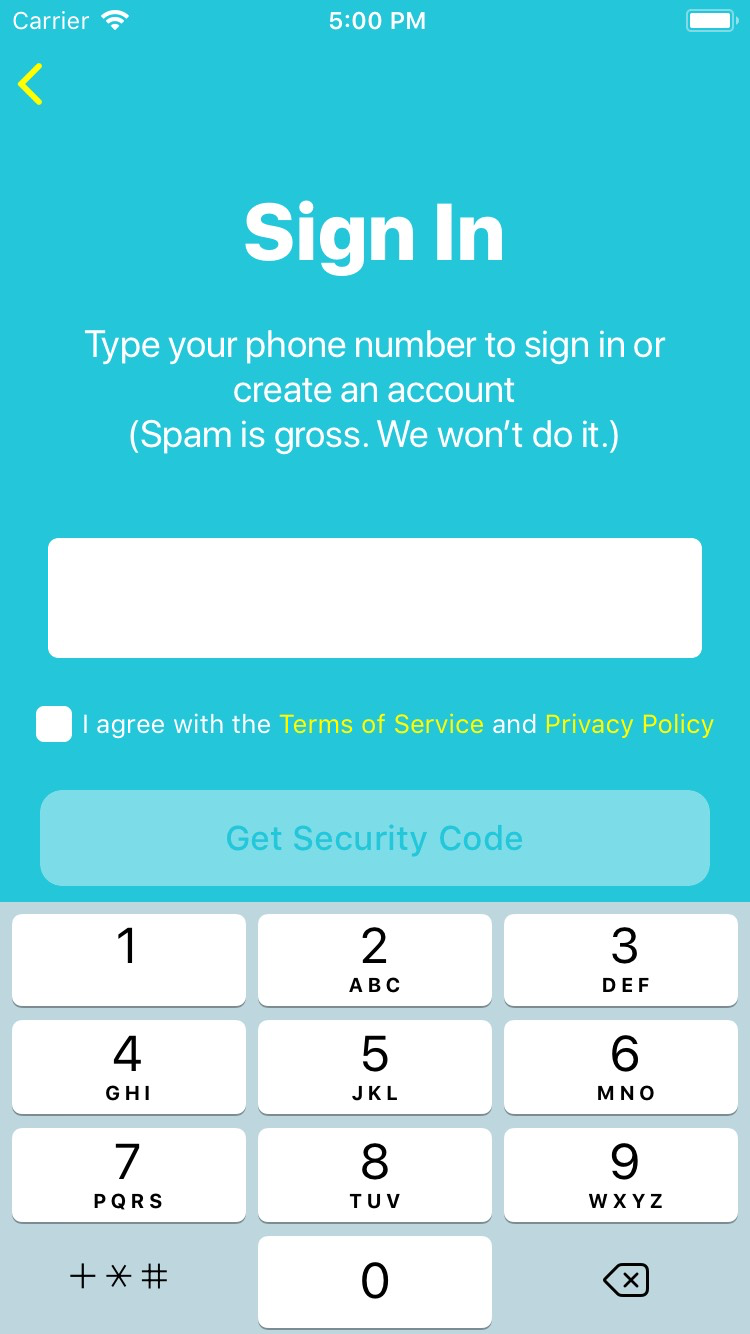 Carrier 5:00 PM
Sign In
Type your phone number to sign in or
create an account
(Spam is gross. We won’t do it.)
I agree with the Terms of Service and Privacy Policy
Get Security Code
1 2 3
ABC DEF
4 5 6
GHI JKL MNO
7 8 9
PQRS TUV WXYZ
+ * # 0